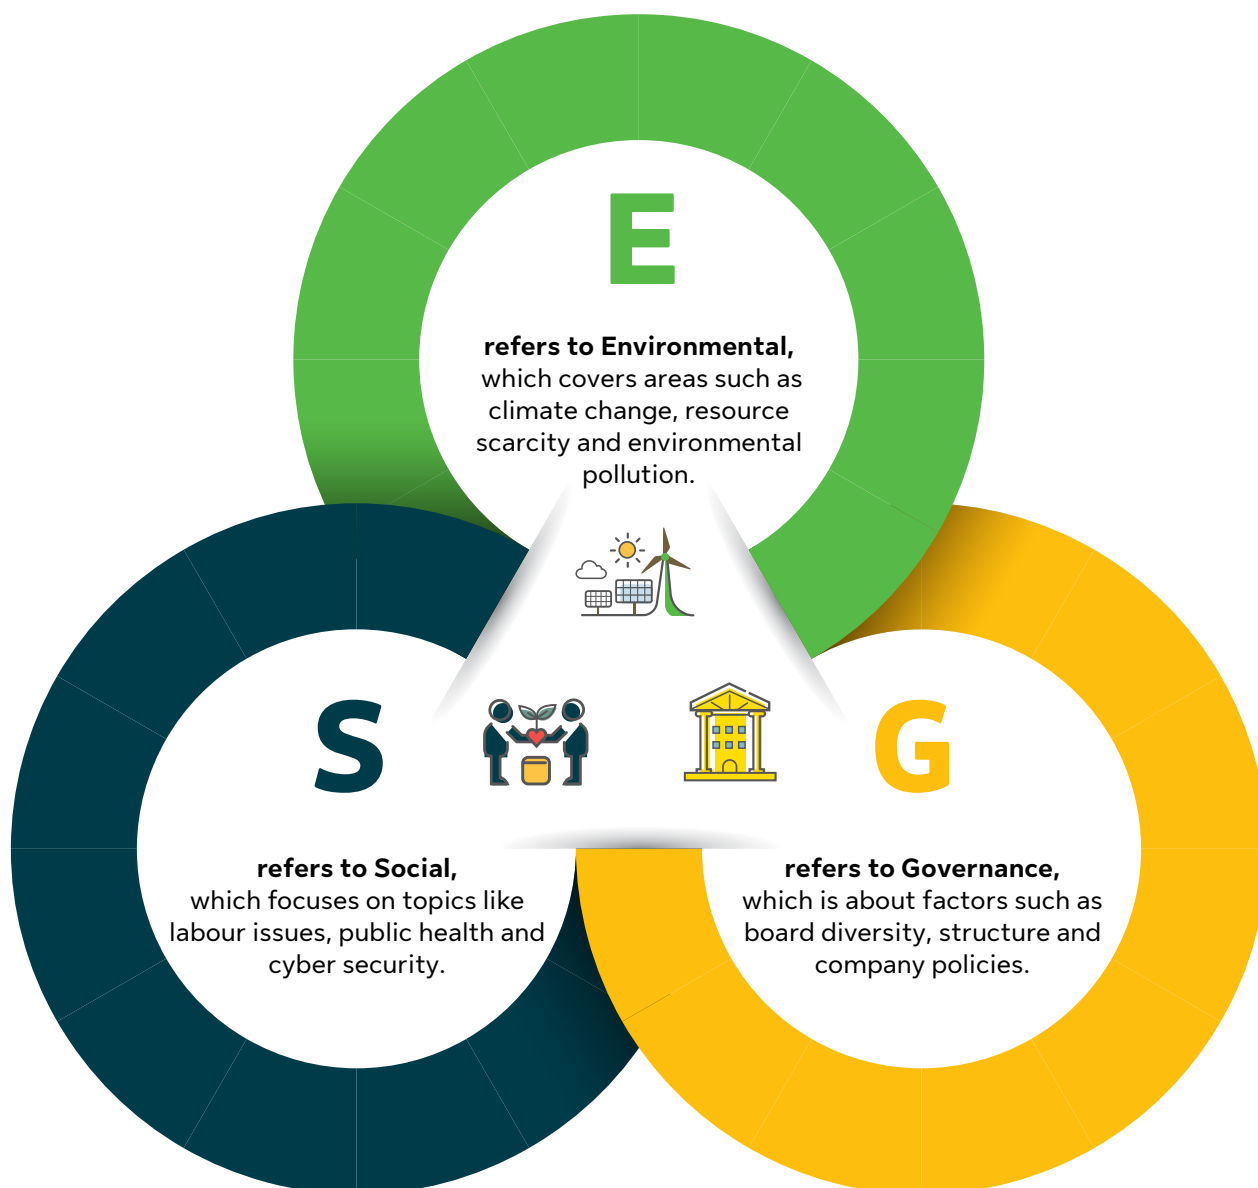 E
refers to Environmental,
which covers areas such as
climate change, resource
scarcity and environmental
pollution.
S
refers to Social,
which focuses on topics like
labour issues, public health and
cyber security.
G
refers to Governance,
which is about factors such as
board diversity, structure and
company policies.